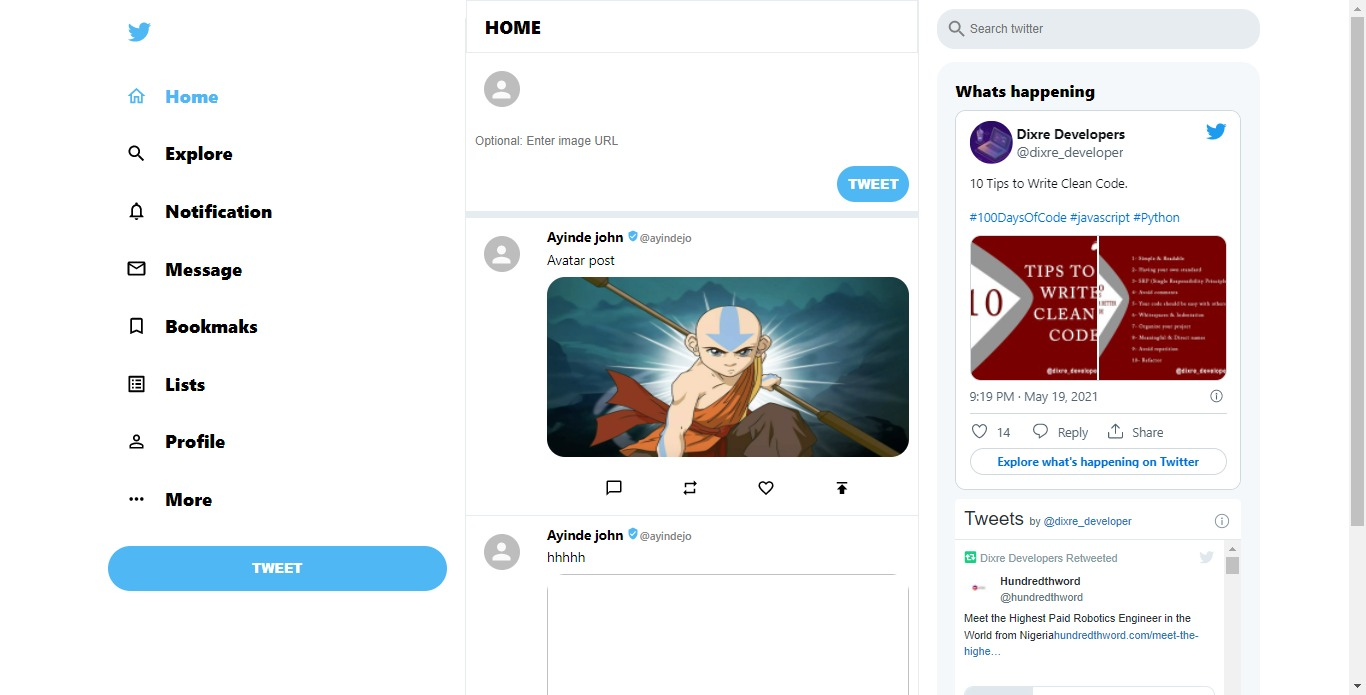 Home
Explore
Notification
Message
Bookmaks
Lists
Profile
More
TWEET
HOME
Optional: Enter image URL
TWEET
Ayinde john @ayindejo
Avatar post
Ayinde john @ayindejo
hhhhh
Search twitter
Whats happening
Dixre Developers
@dixre_developer
10 Tips to Write Clean Code.
#100DaysOfCode #javascript #Python
10
TIPS TO
WRITE
CLEAN
CODE
@dixre_develope
1- Simple & Readable
2- Having your own standard
3- SRP (Single Responsibility Principle
4- Avoid comments
5- Your code should be easy with others
6- Whitespaces & Indentation
7- Organize your project
8- Meaningful & Direct names
9- Avoid repetition
10- Refactor
@dixre_develope
9:19 PM · May 19, 2021
14 Reply Share
Explore what's happening on Twitter
Tweets by @dixre_developer
Dixre Developers Retweeted
Hundredthword
@hundredthword
Meet the Highest Paid Robotics Engineer in the
World from Nigeriahundredthword.com/meet-the-
highe…